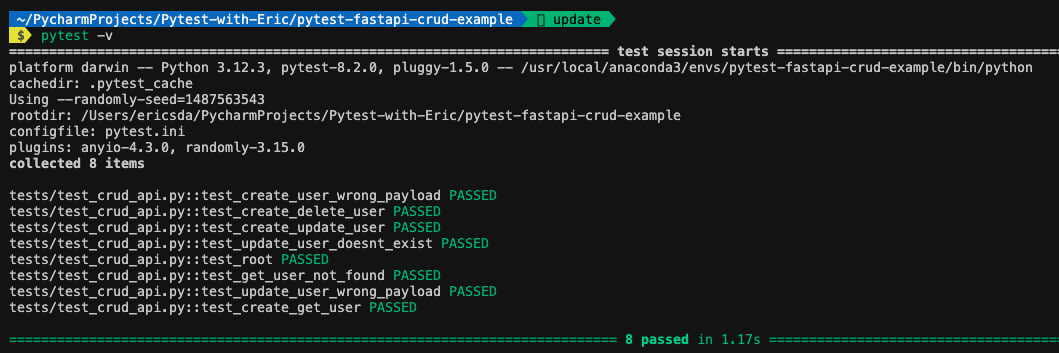 ~/PycharmProjects/Pytest-with-Eric/pytest-fastapi-crud-example update
$ pytest -v
=========================================================================== test session starts ===================================
platform darwin -- Python 3.12.3, pytest-8.2.0, pluggy-1.5.0 -- /usr/local/anaconda3/envs/pytest-fastapi-crud-example/bin/python
cachedir: .pytest_cache
Using --randomly-seed=1487563543
rootdir: /Users/ericsda/PycharmProjects/Pytest-with-Eric/pytest-fastapi-crud-example
configfile: pytest.ini
plugins: anyio-4.3.0, randomly-3.15.0
collected 8 items
tests/test_crud_api.py::test_create_user_wrong_payload PASSED
tests/test_crud_api.py::test_create_delete_user PASSED
tests/test_crud_api.py::test_create_update_user PASSED
tests/test_crud_api.py::test_update_user_doesnt_exist PASSED
tests/test_crud_api.py::test_root PASSED
tests/test_crud_api.py::test_get_user_not_found PASSED
tests/test_crud_api.py::test_update_user_wrong_payload PASSED
tests/test_crud_api.py::test_create_get_user PASSED
============================================================================ 8 passed in 1.17s ====================================